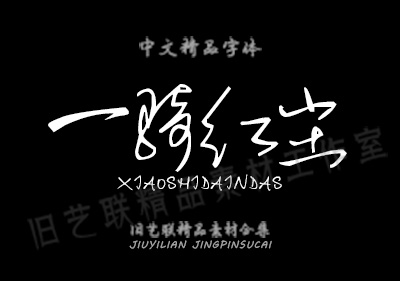 中文精品字体
一骑红尘
XIAOSHIDAINDAS
旧艺联精品素材工作室
旧艺联精品素材合集
JIUYILIAN JINGPINSUCAI